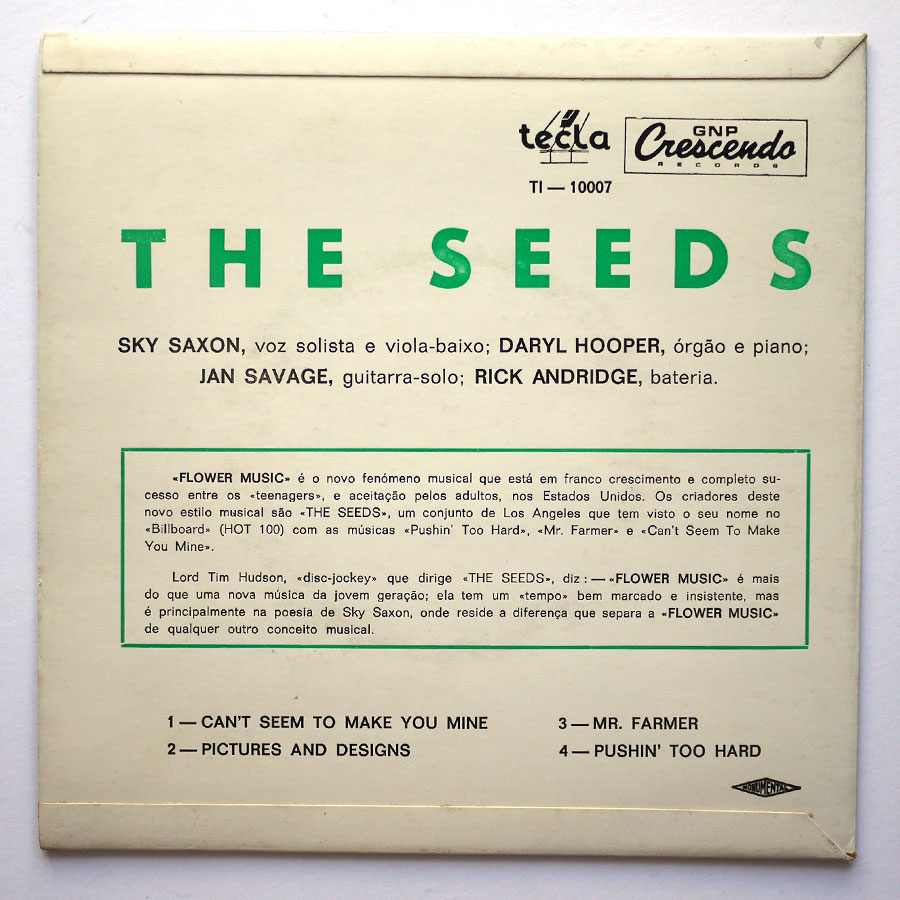 tecla
GNP
Crescendo
RECORDS
TI — 10007
THE SEEDS
SKY SAXON, voz solista e viola-baixo; DARYL HOOPER, órgão e piano;
JAN SAVAGE, guitarra-solo; RICK ANDRIDGE, bateria.
«FLOWER MUSIC» é o novo fenómeno musical que está em franco crescimento e completo su-
cesso entre os «teenagers», e aceitação pelos adultos, nos Estados Unidos. Os criadores deste
novo estilo musical são «THE SEEDS», um conjunto de Los Angeles que tem visto o seu nome no
«Billboard» (HOT 100) com as músicas «Pushin' Too Hard», «Mr. Farmer» e «Can't Seem To Make
You Mine».
Lord Tim Hudson, «disc-jockey» que dirige «THE SEEDS», diz: — «FLOWER MUSIC» é mais
do que uma nova música da jovem geração; ela tem um «tempo» bem marcado e insistente, mas
é principalmente na poesia de Sky Saxon, onde reside a diferença que separa a «FLOWER MUSIC»
de qualquer outro conceito musical.
1 — CAN'T SEEM TO MAKE YOU MINE
2 — PICTURES AND DESIGNS
3 — MR. FARMER
4 — PUSHIN' TOO HARD
MONUMENTAL